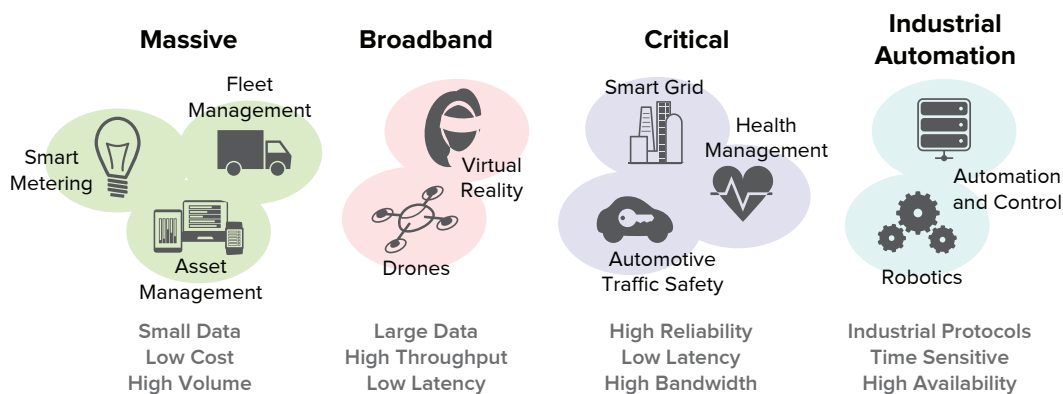 Massive
Fleet
Management
Smart
Metering
Asset
Management
Small Data
Low Cost
High Volume
Broadband
Virtual
Reality
Drones
Large Data
High Throughput
Low Latency
Critical
Smart Grid
Health
Management
Automotive
Traffic Safety
High Reliability
Low Latency
High Bandwidth
Industrial
Automation
Automation
and Control
Robotics
Industrial Protocols
Time Sensitive
High Availability